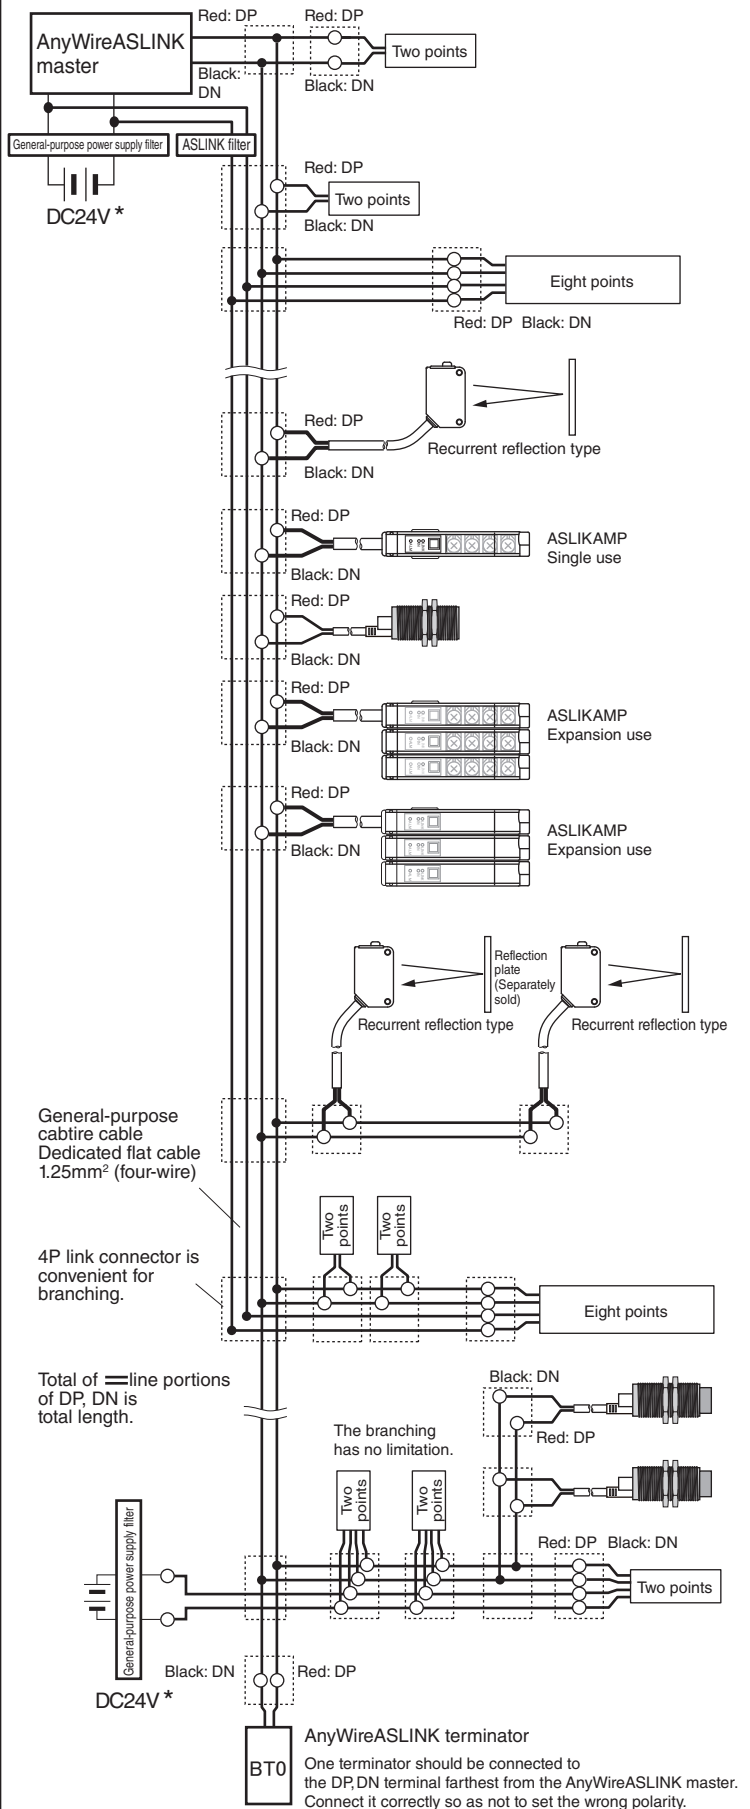 Red: DP
Red: DP
AnyWireASLINK
master
Two points
Black:
DN
Black: DN
General-purpose power supply filter
ASLINK filter
Red: DP
Two points
DC24V *
Black: DN
Eight points
Red: DP Black: DN
Red: DP
Recurrent reflection type
Black: DN
Red: DP
ASLIKAMP
Single use
Black: DN
Red: DP
Black: DN
Red: DP
ASLIKAMP
Expansion use
Black: DN
Red: DP
ASLIKAMP
Expansion use
Black: DN
Reflection
plate
(Separately
sold)
Recurrent reflection type
Recurrent reflection type
General-purpose
cabtire cable
Dedicated flat cable
1.25mm² (four-wire)
Two
points
Two
points
4P link connector is
convenient for
branching.
Eight points
Total of line portions
of DP, DN is
total length.
Black: DN
Red: DP
The branching
has no limitation.
Two
points
Two
points
General-purpose power supply filter
Red: DP Black: DN
Two points
Black: DN
Red: DP
DC24V *
BT0
AnyWireASLINK terminator
One terminator should be connected to
the DP,DN terminal farthest from the AnyWireASLINK master.
Connect it correctly so as not to set the wrong polarity.